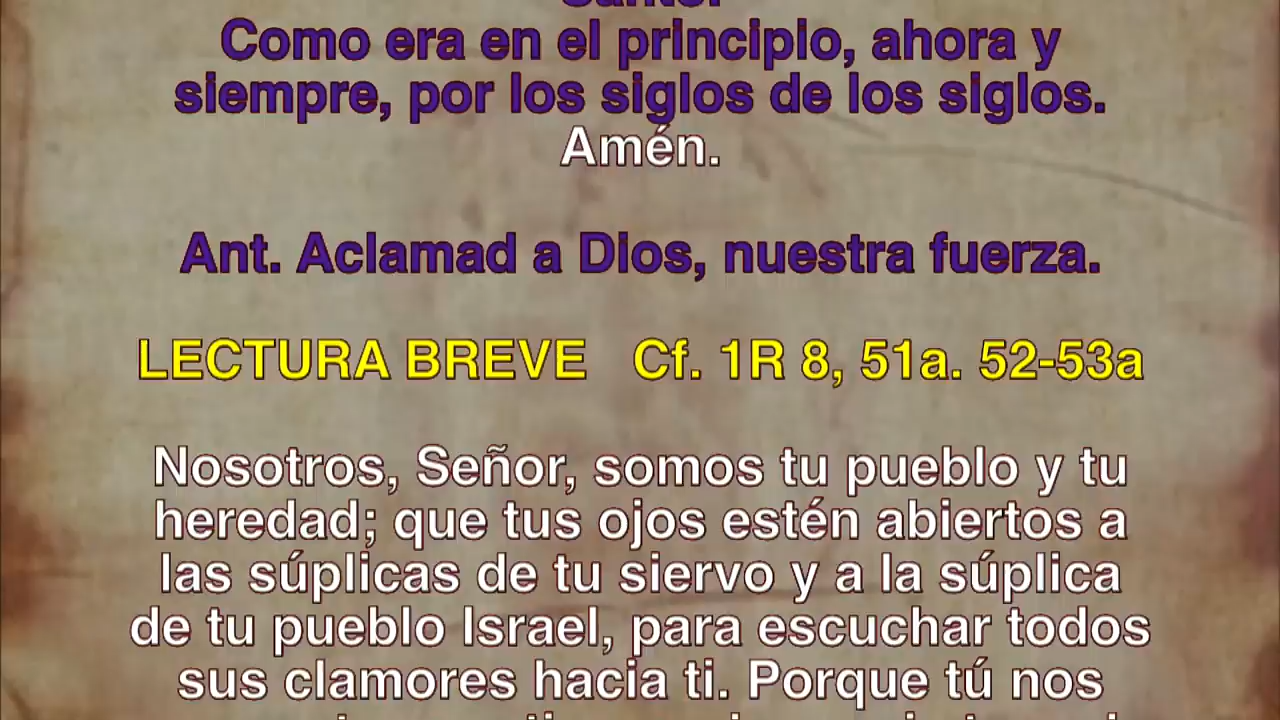 Como era en el principio, ahora y
siempre, por los siglos de los siglos.
Amén.
Ant. Aclamad a Dios, nuestra fuerza.
LECTURA BREVE Cf. 1R 8, 51a. 52-53a
Nosotros, Señor, somos tu pueblo y tu
heredad; que tus ojos estén abiertos a
las súplicas de tu siervo y a la súplica
de tu pueblo Israel, para escuchar todos
sus clamores hacia ti. Porque tú nos